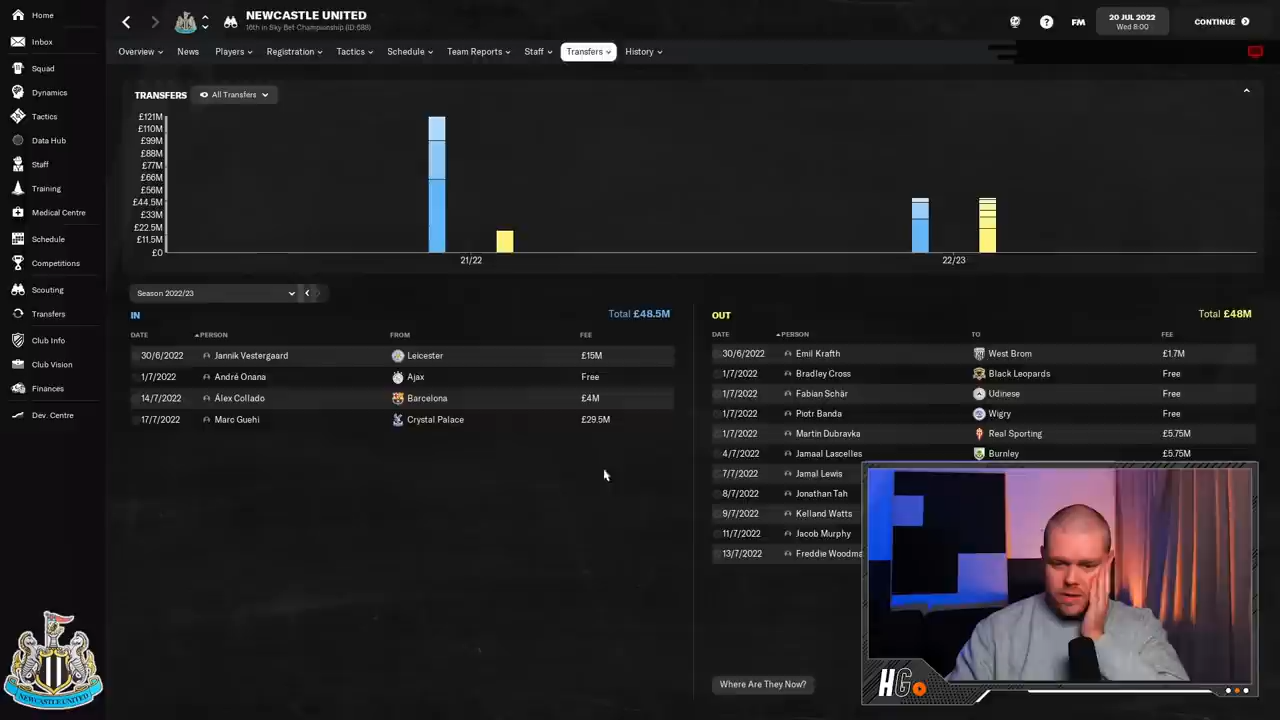 Home
NEWCASTLE UNITED
16th in Sky Bet Championship (ID:688)
FM
20 JUL 2022
Wed 8:00
CONTINUE
Inbox
Overview
News
Players
Registration
Tactics
Schedule
Team Reports
Staff
Transfers
History
Squad
Dynamics
Tactics
Data Hub
Staff
Training
Medical Centre
Schedule
Competitions
Scouting
Transfers
Club Info
Club Vision
Finances
Dev. Centre
TRANSFERS
All Transfers
£121M
£110M
£99M
£88M
£77M
£66M
£56M
£44.5M
£33M
£22.5M
£11.5M
£0
21/22
22/23
Season 2022/23
IN
Total £48.5M
DATE PERSON FROM FEE
30/6/2022 Jannik Vestergaard Leicester £15M
1/7/2022 André Onana Ajax Free
14/7/2022 Álex Collado Barcelona £4M
17/7/2022 Marc Guehi Crystal Palace £29.5M
OUT
Total £48M
DATE PERSON TO FEE
30/6/2022 Emil Krafth West Brom £1.7M
1/7/2022 Bradley Cross Black Leopards Free
1/7/2022 Fabian Schär Udinese Free
1/7/2022 Piotr Banda Wigry Free
1/7/2022 Martin Dubravka Real Sporting £5.75M
4/7/2022 Jamaal Lascelles Burnley £5.75M
7/7/2022 Jamal Lewis
8/7/2022 Jonathan Tah
9/7/2022 Kelland Watts
11/7/2022 Jacob Murphy
13/7/2022 Freddie Woodma
Where Are They Now?
HG
NEWCASTLE UNITED